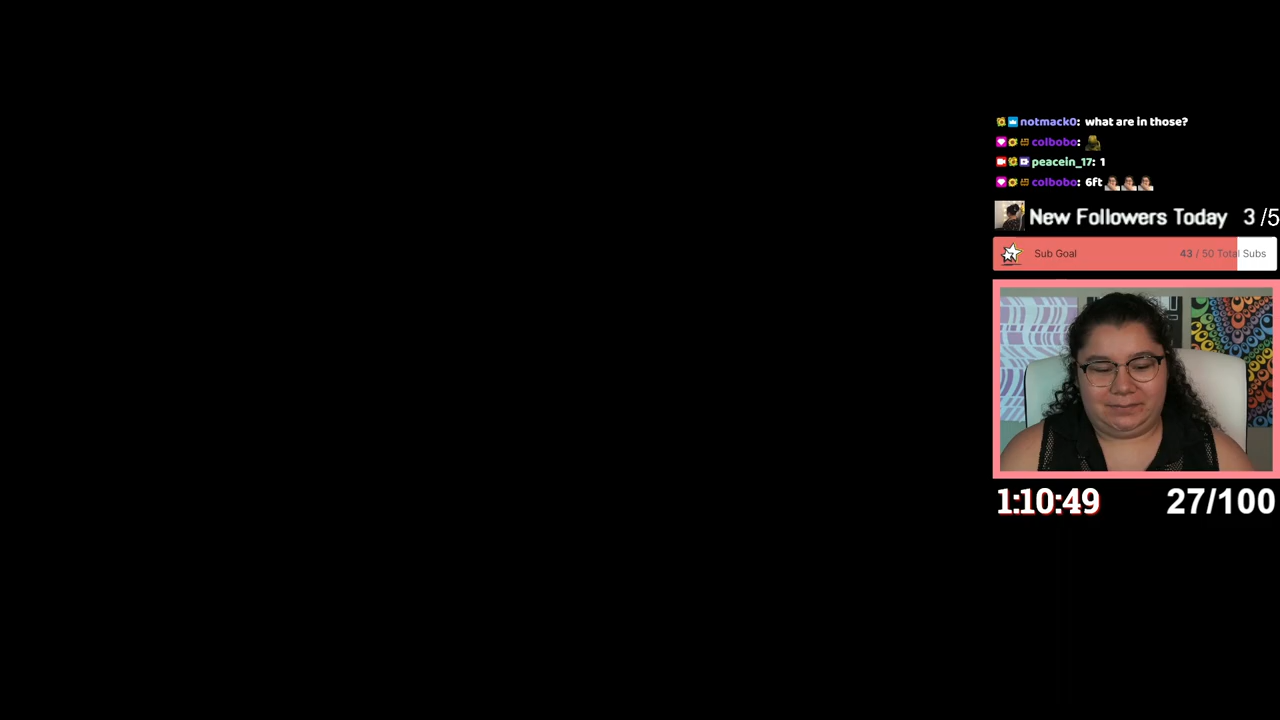 notmack0: what are in those?
colbobo:
peacein_17: 1
colbobo: 6ft
New Followers Today 3 /5
Sub Goal 43 / 50 Total Subs
1:10:49 27/100